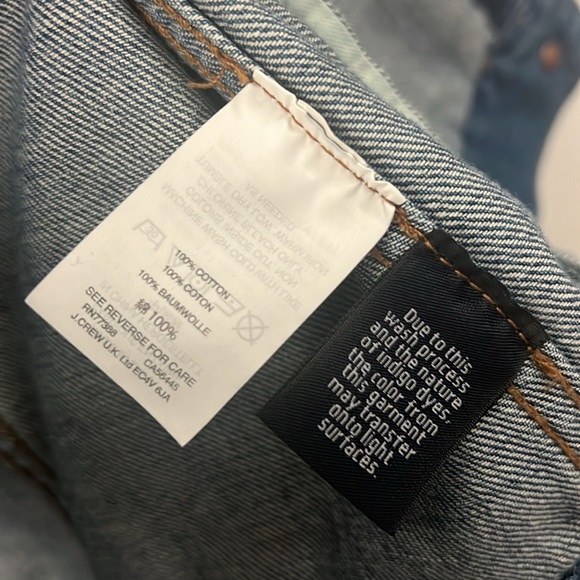 100% COTTON
100% COTON
100% BAUMWOLLE
棉 100%
SEE REVERSE FOR CARE
RN77388 CA56445
J.CREW U.K. Ltd EC4V 6JA
Due to this
wash process
and the nature
of indigo dyes,
the color from
this garment
may transfer
onto light
surfaces.